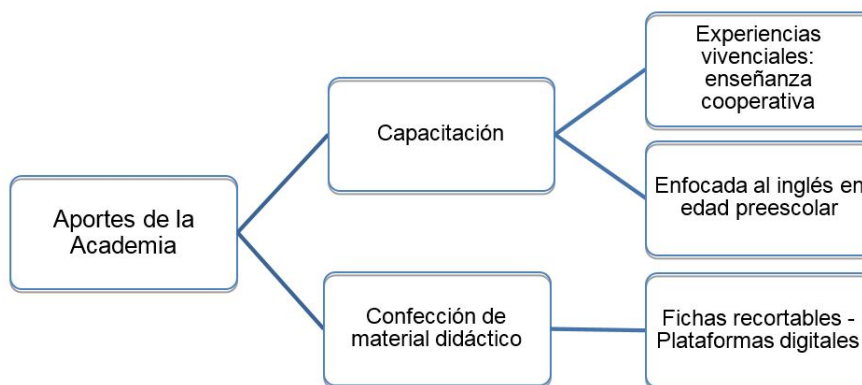 Aportes de la
Academia
Capacitación
Experiencias
vivenciales:
enseñanza
cooperativa
Enfocada al inglés en
edad preescolar
Confección de
material didáctico
Fichas recortables -
Plataformas digitales